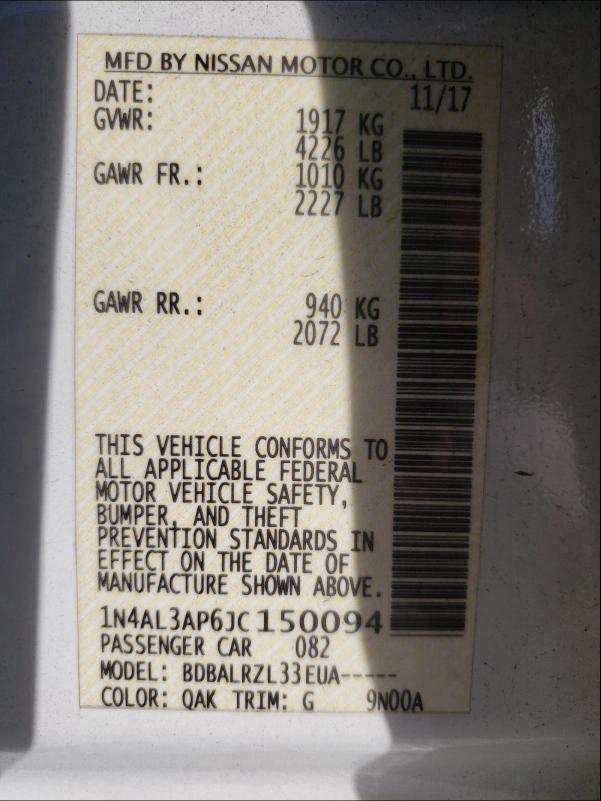 MFD BY NISSAN MOTOR CO., LTD.
DATE: 11/17
GVWR: 1917 KG
4226 LB
GAWR FR.: 1010 KG
2227 LB
GAWR RR.: 940 KG
2072 LB
THIS VEHICLE CONFORMS TO
ALL APPLICABLE FEDERAL
MOTOR VEHICLE SAFETY,
BUMPER, AND THEFT
PREVENTION STANDARDS IN
EFFECT ON THE DATE OF
MANUFACTURE SHOWN ABOVE.
1N4AL3AP6JC150094
PASSENGER CAR 082
MODEL: BDBALRZL33EUA-----
COLOR: QAK TRIM: G 9N00A